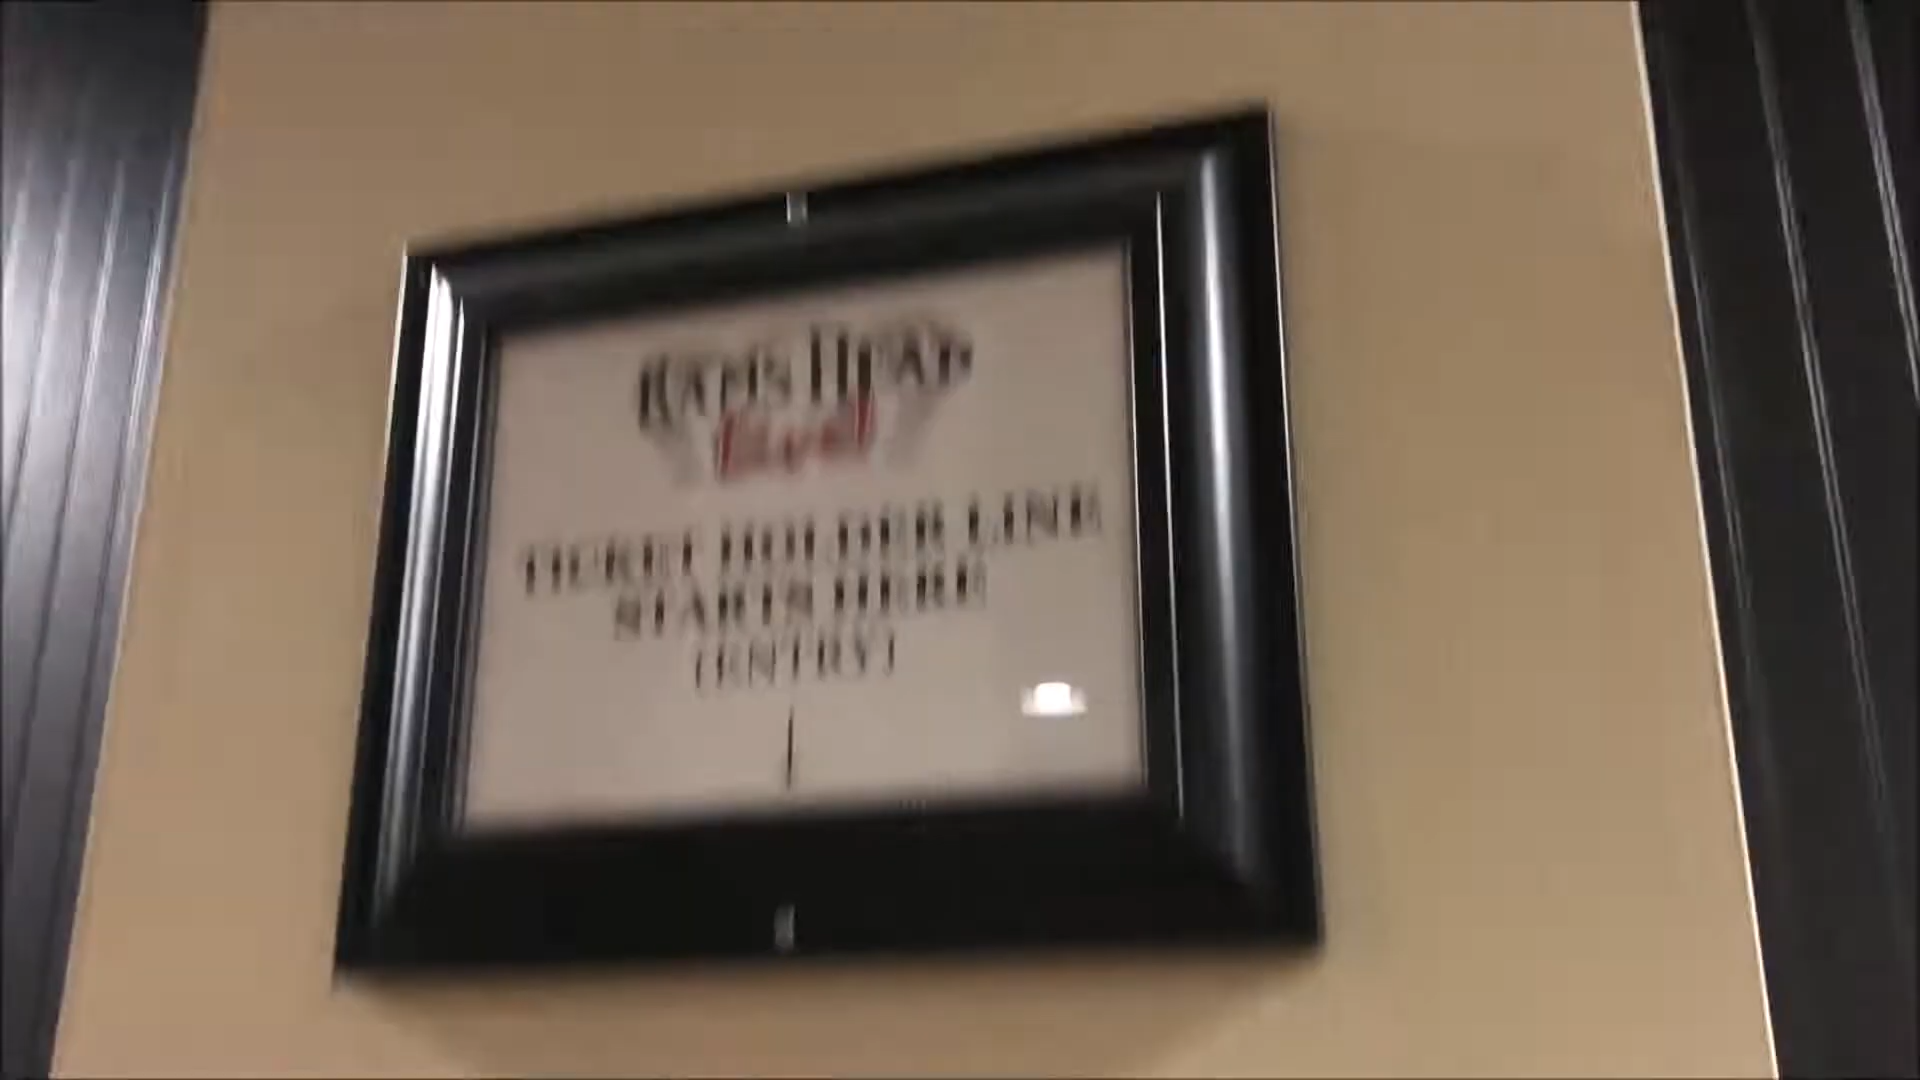 RAMS HEAD
Live!
TICKET HOLDER LINE
STARTS HERE
(ENTRY)